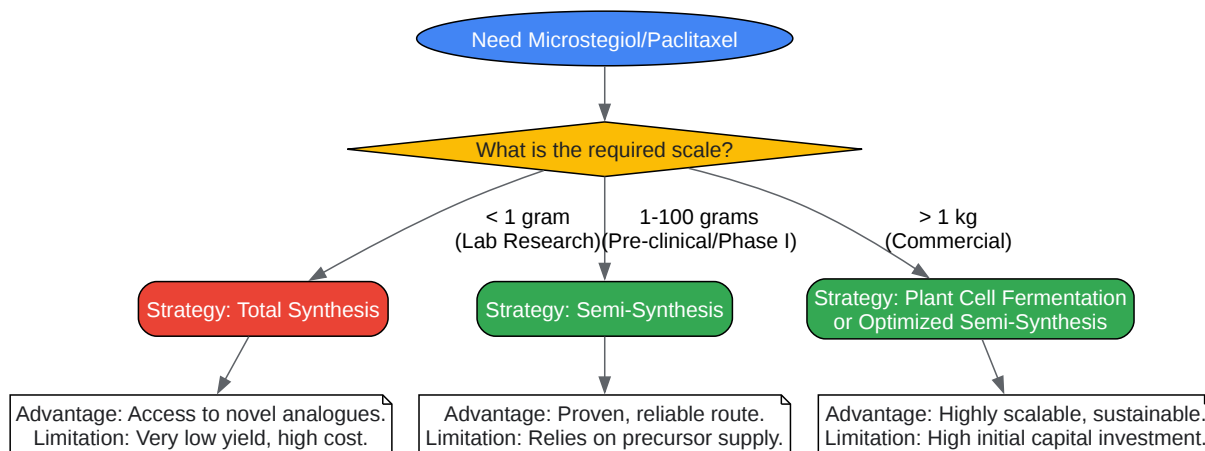 Need Microstegiol/Paclitaxel
What is the required scale?
< 1 gram
(Lab Research)
1-100 grams
(Pre-clinical/Phase I)
> 1 kg
(Commercial)
Strategy: Total Synthesis
Strategy: Semi-Synthesis
Strategy: Plant Cell Fermentation
or Optimized Semi-Synthesis
Advantage: Access to novel analogues.
Limitation: Very low yield, high cost.
Advantage: Proven, reliable route.
Limitation: Relies on precursor supply.
Advantage: Highly scalable, sustainable.
Limitation: High initial capital investment.